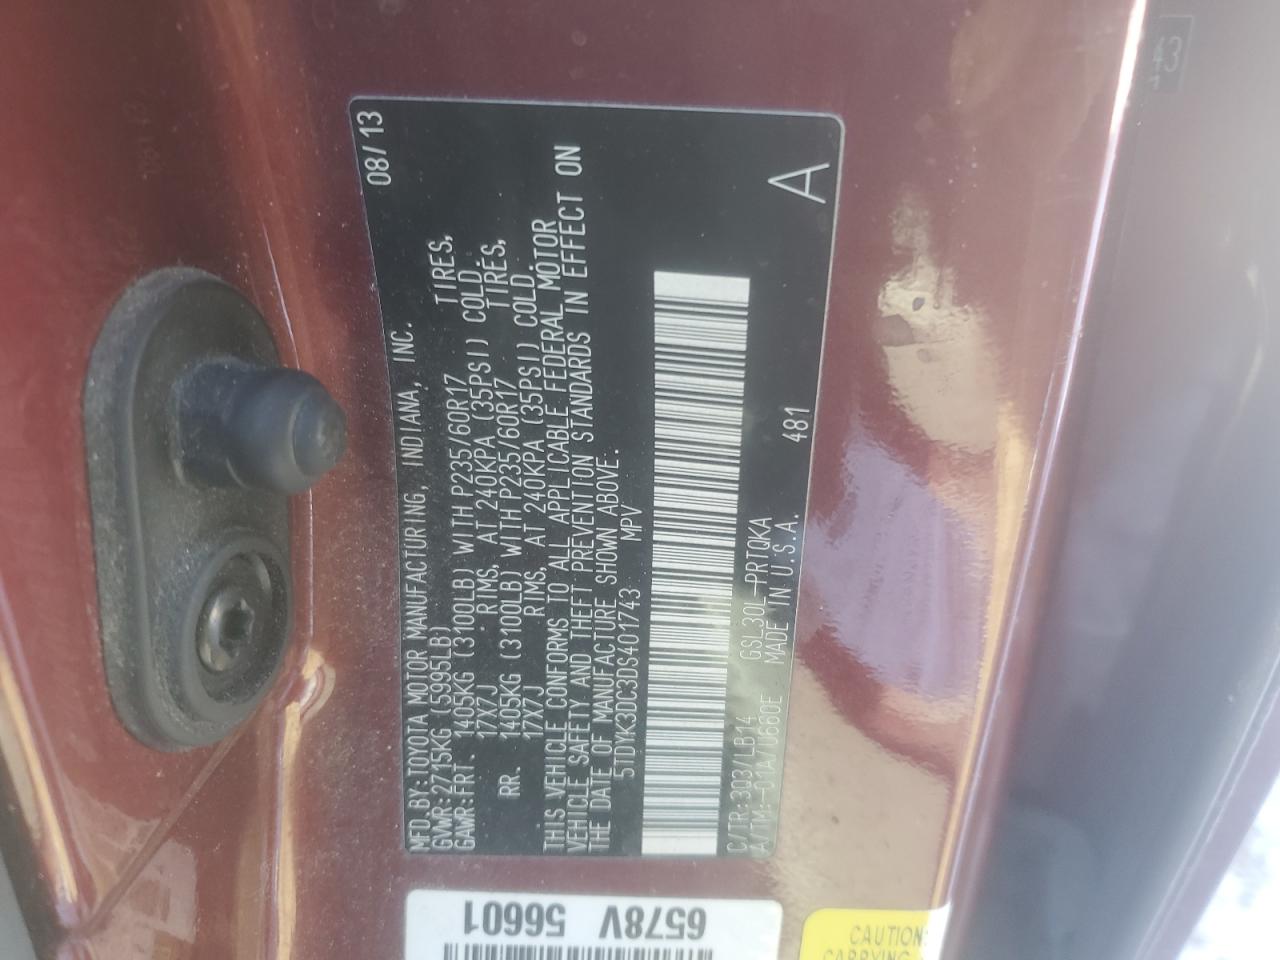 08/13
MFD.BY:TOYOTA MOTOR MANUFACTURING, INDIANA, INC.
GVWR:2715KG (5995LB)
GAWR:FRT. 1405KG (3100LB) WITH P235/60R17 TIRES,
17X7J RIMS, AT 240KPA (35PSI) COLD.
RR. 1405KG (3100LB) WITH P235/60R17 TIRES,
17X7J RIMS, AT 240KPA (35PSI) COLD.
THIS VEHICLE CONFORMS TO ALL APPLICABLE FEDERAL MOTOR
VEHICLE SAFETY AND THEFT PREVENTION STANDARDS IN EFFECT ON
THE DATE OF MANUFACTURE SHOWN ABOVE.
5TDYK3DC3DS401743 MPV
C/TR:3Q3/LB14 GSL30L-PRTQKA
A/TM:-01A/U660E MADE IN U.S.A. 481
A
6578V
56601
CAUTION:
CARRYING